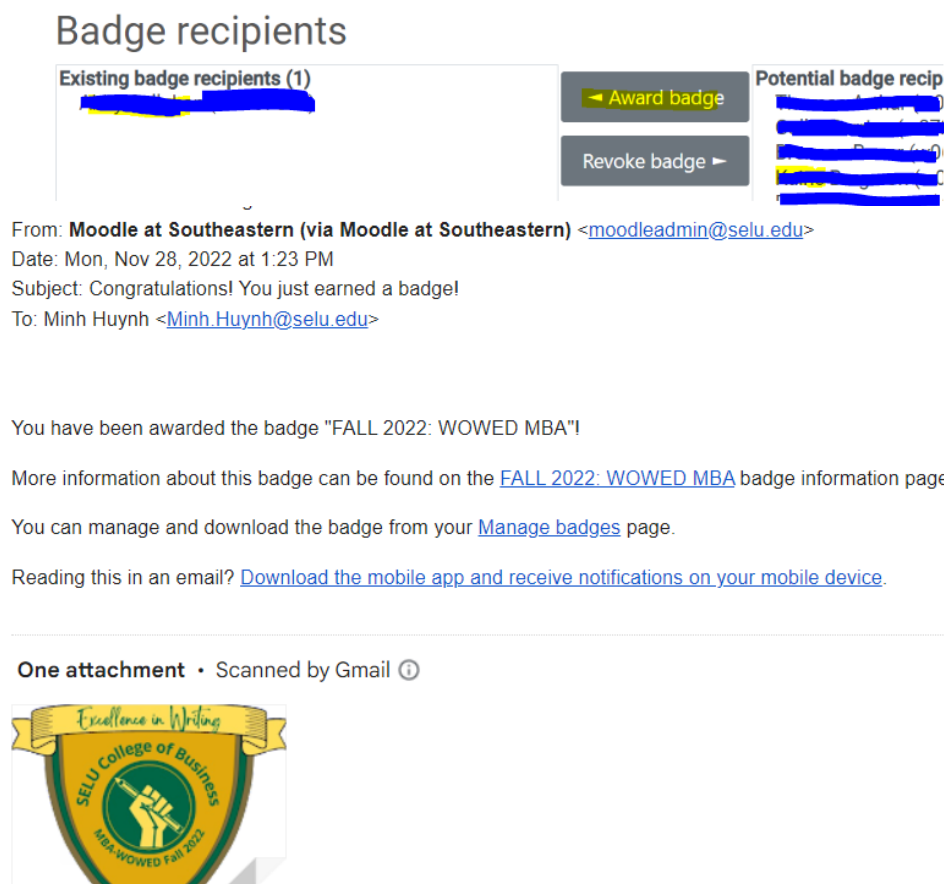 Badge recipients
Existing badge recipients (1)
◄ Award badge
Revoke badge ►
Potential badge recip
From: Moodle at Southeastern (via Moodle at Southeastern) <moodleadmin@selu.edu>
Date: Mon, Nov 28, 2022 at 1:23 PM
Subject: Congratulations! You just earned a badge!
To: Minh Huynh <Minh.Huynh@selu.edu>
You have been awarded the badge "FALL 2022: WOWED MBA"!
More information about this badge can be found on the FALL 2022: WOWED MBA badge information page
You can manage and download the badge from your Manage badges page.
Reading this in an email? Download the mobile app and receive notifications on your mobile device.
One attachment • Scanned by Gmail
Excellence in Writing
SELU College of Business
MBA-WOWED Fall 2022